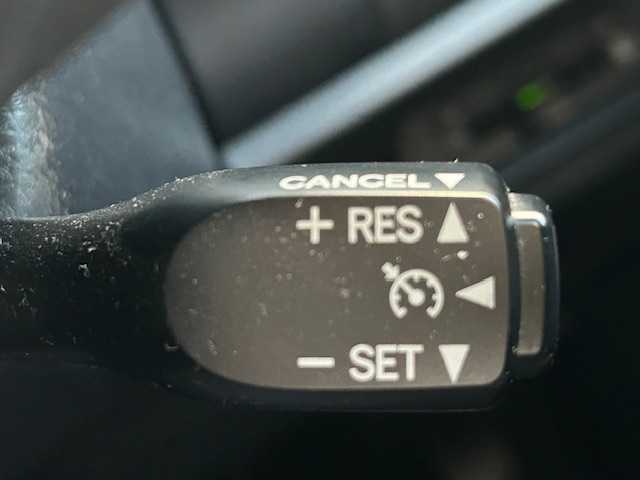 CANCEL ▼
+ RES ▲
◀
− SET ▼